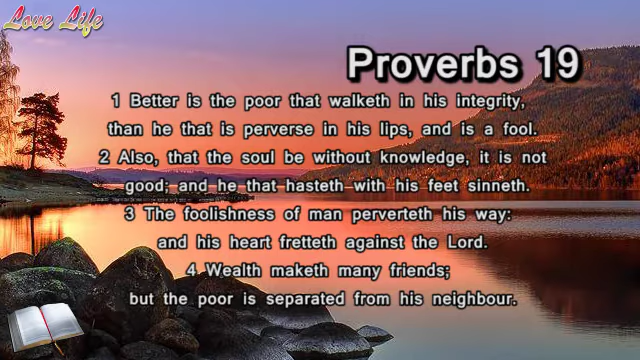 Love Life
Proverbs 19
1 Better is the poor that walketh in his integrity,
than he that is perverse in his lips, and is a fool.
2 Also, that the soul be without knowledge, it is not
good; and he that hasteth with his feet sinneth.
3 The foolishness of man perverteth his way:
and his heart fretteth against the Lord.
4 Wealth maketh many friends;
but the poor is separated from his neighbour.